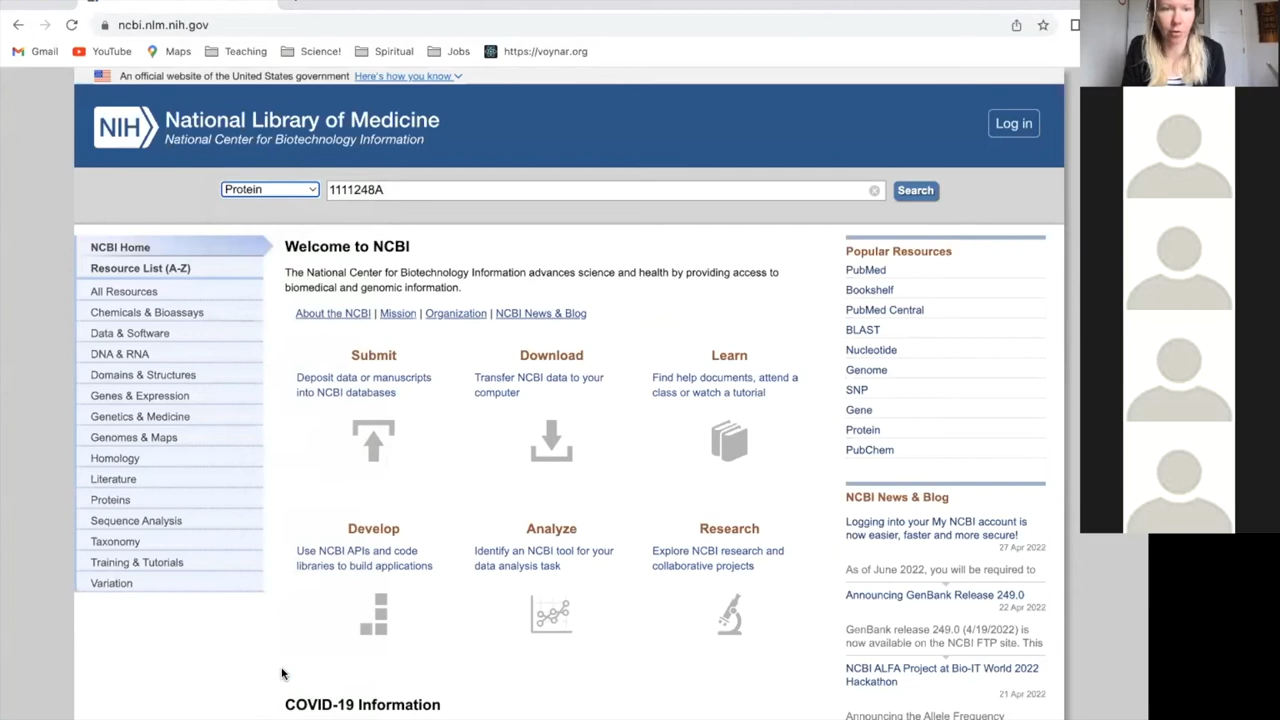 ncbi.nlm.nih.gov
Gmail YouTube Maps Teaching Science! Spiritual Jobs https://voynar.org
An official website of the United States government Here's how you know
NIH National Library of Medicine
National Center for Biotechnology Information
Log in
Protein 1111248A Search
NCBI Home
Resource List (A-Z)
All Resources
Chemicals & Bioassays
Data & Software
DNA & RNA
Domains & Structures
Genes & Expression
Genetics & Medicine
Genomes & Maps
Homology
Literature
Proteins
Sequence Analysis
Taxonomy
Training & Tutorials
Variation
Welcome to NCBI
The National Center for Biotechnology Information advances science and health by providing access to
biomedical and genomic information.
About the NCBI | Mission | Organization | NCBI News & Blog
Submit
Deposit data or manuscripts
into NCBI databases
Download
Transfer NCBI data to your
computer
Learn
Find help documents, attend a
class or watch a tutorial
Develop
Use NCBI APIs and code
libraries to build applications
Analyze
Identify an NCBI tool for your
data analysis task
Research
Explore NCBI research and
collaborative projects
COVID-19 Information
Popular Resources
PubMed
Bookshelf
PubMed Central
BLAST
Nucleotide
Genome
SNP
Gene
Protein
PubChem
NCBI News & Blog
Logging into your My NCBI account is
now easier, faster and more secure!
27 Apr 2022
As of June 2022, you will be required to
Announcing GenBank Release 249.0
22 Apr 2022
GenBank release 249.0 (4/19/2022) is
now available on the NCBI FTP site. This
NCBI ALFA Project at Bio-IT World 2022
Hackathon
21 Apr 2022
Announcing the Allele Frequency